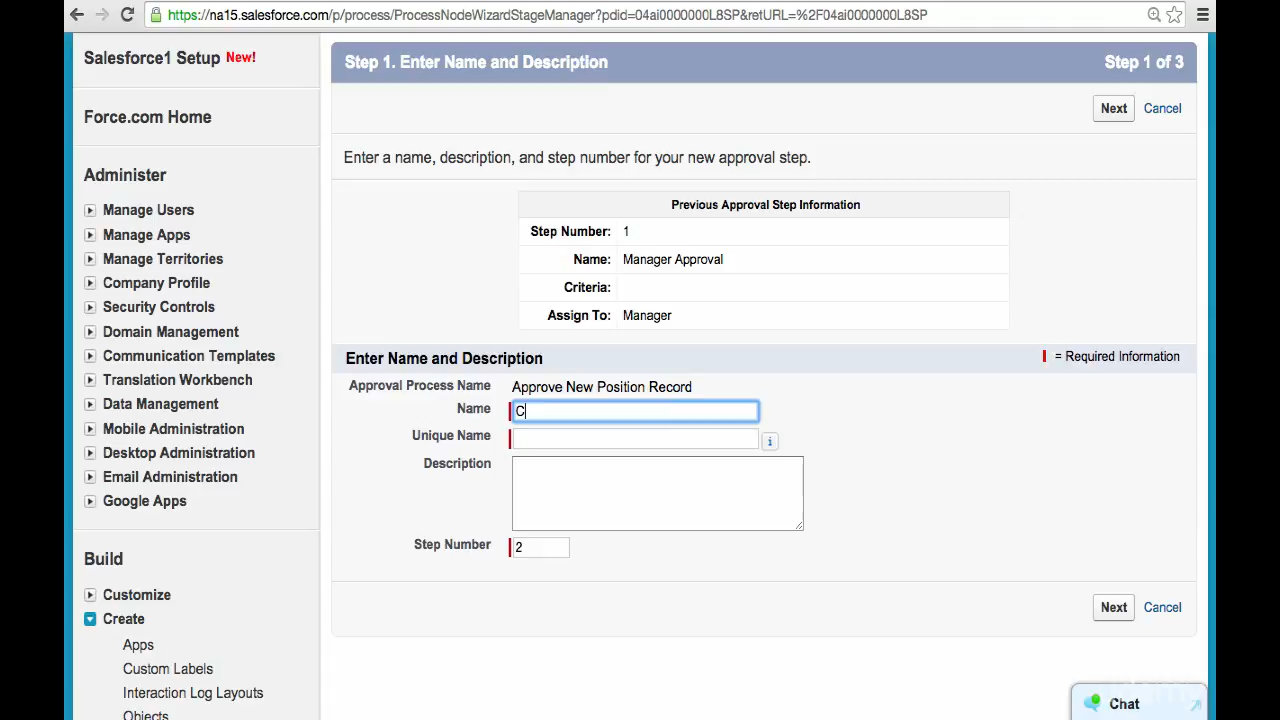 https://na15.salesforce.com/p/process/ProcessNodeWizardStageManager?pdid=04ai0000000L8SP&retURL=%2F04ai0000000L8SP
Salesforce1 Setup New!
Force.com Home
Administer
Manage Users
Manage Apps
Manage Territories
Company Profile
Security Controls
Domain Management
Communication Templates
Translation Workbench
Data Management
Mobile Administration
Desktop Administration
Email Administration
Google Apps
Build
Customize
Create
Apps
Custom Labels
Interaction Log Layouts
Objects
Step 1. Enter Name and Description Step 1 of 3
Next Cancel
Enter a name, description, and step number for your new approval step.
Previous Approval Step Information
Step Number: 1
Name: Manager Approval
Criteria:
Assign To: Manager
Enter Name and Description = Required Information
Approval Process Name Approve New Position Record
Name C
Unique Name i
Description
Step Number 2
Next Cancel
Chat